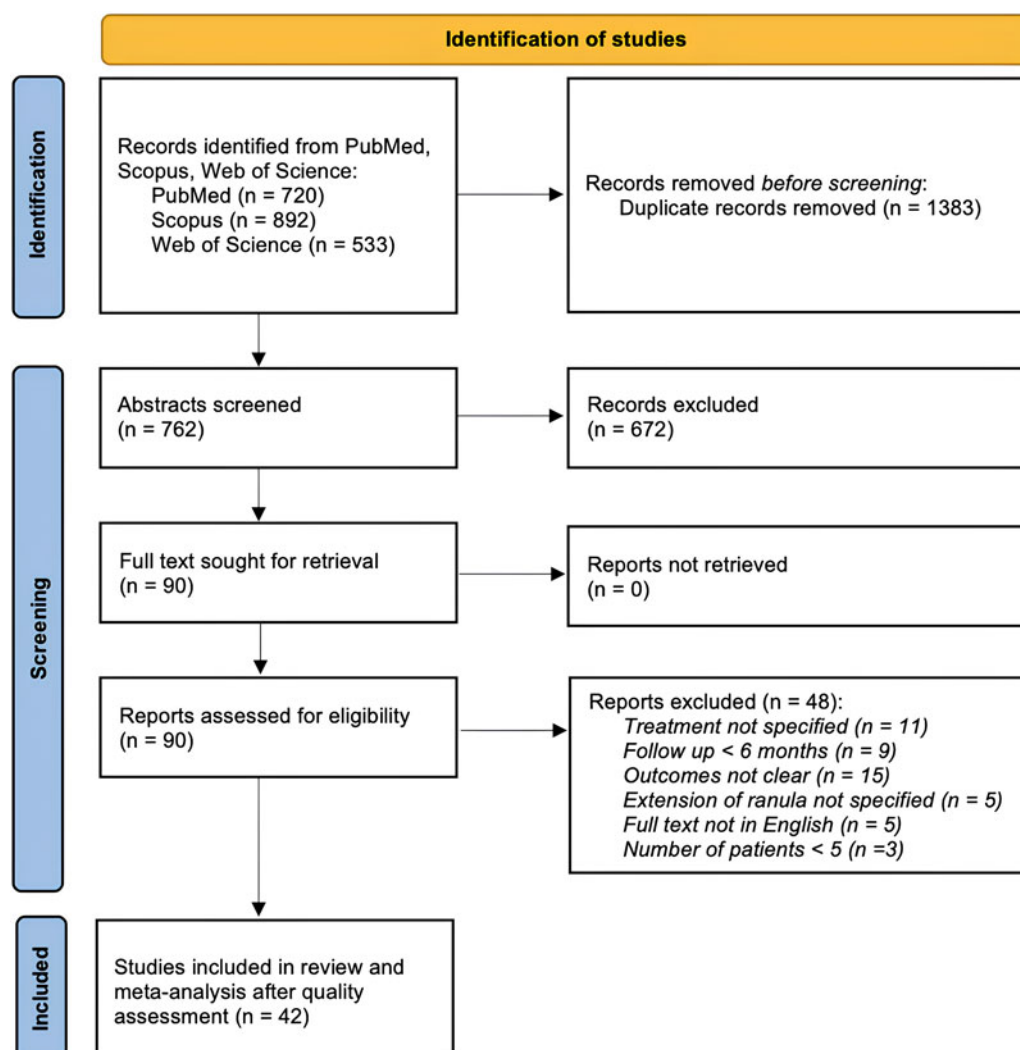 Identification of studies
Identification
Records identified from PubMed,
Scopus, Web of Science:
PubMed (n = 720)
Scopus (n = 892)
Web of Science (n = 533)
Records removed before screening:
Duplicate records removed (n = 1383)
Screening
Abstracts screened
(n = 762)
Records excluded
(n = 672)
Full text sought for retrieval
(n = 90)
Reports not retrieved
(n = 0)
Reports assessed for eligibility
(n = 90)
Reports excluded (n = 48):
Treatment not specified (n = 11)
Follow up < 6 months (n = 9)
Outcomes not clear (n = 15)
Extension of ranula not specified (n = 5)
Full text not in English (n = 5)
Number of patients < 5 (n =3)
Included
Studies included in review and
meta-analysis after quality
assessment (n = 42)